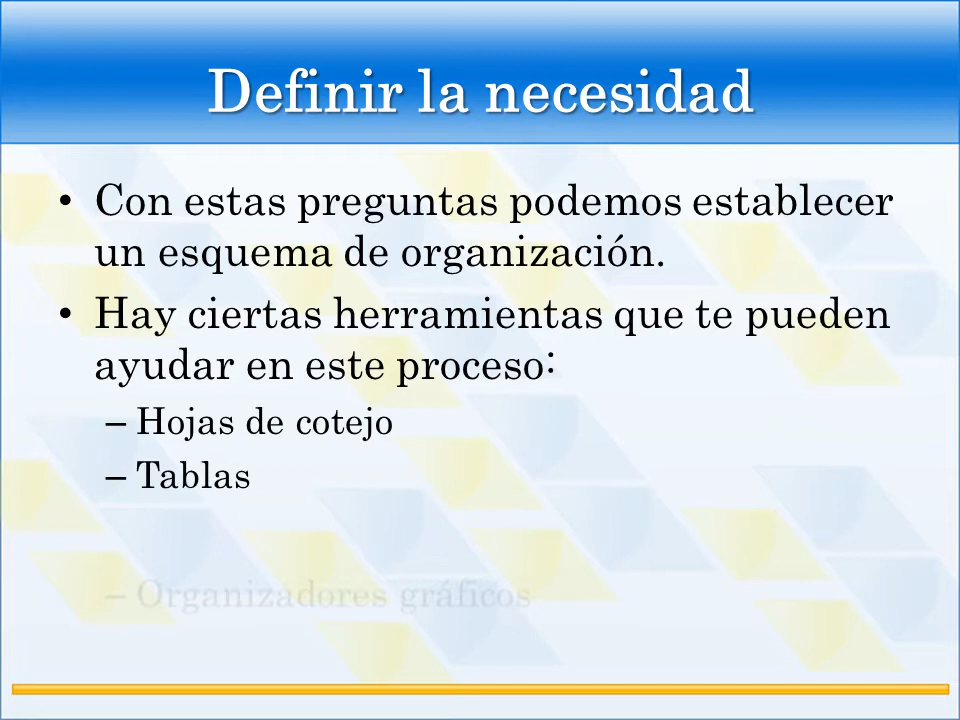 Definir la necesidad
• Con estas preguntas podemos establecer
un esquema de organización.
• Hay ciertas herramientas que te pueden
ayudar en este proceso:
– Hojas de cotejo
– Tablas
– Organizadores gráficos